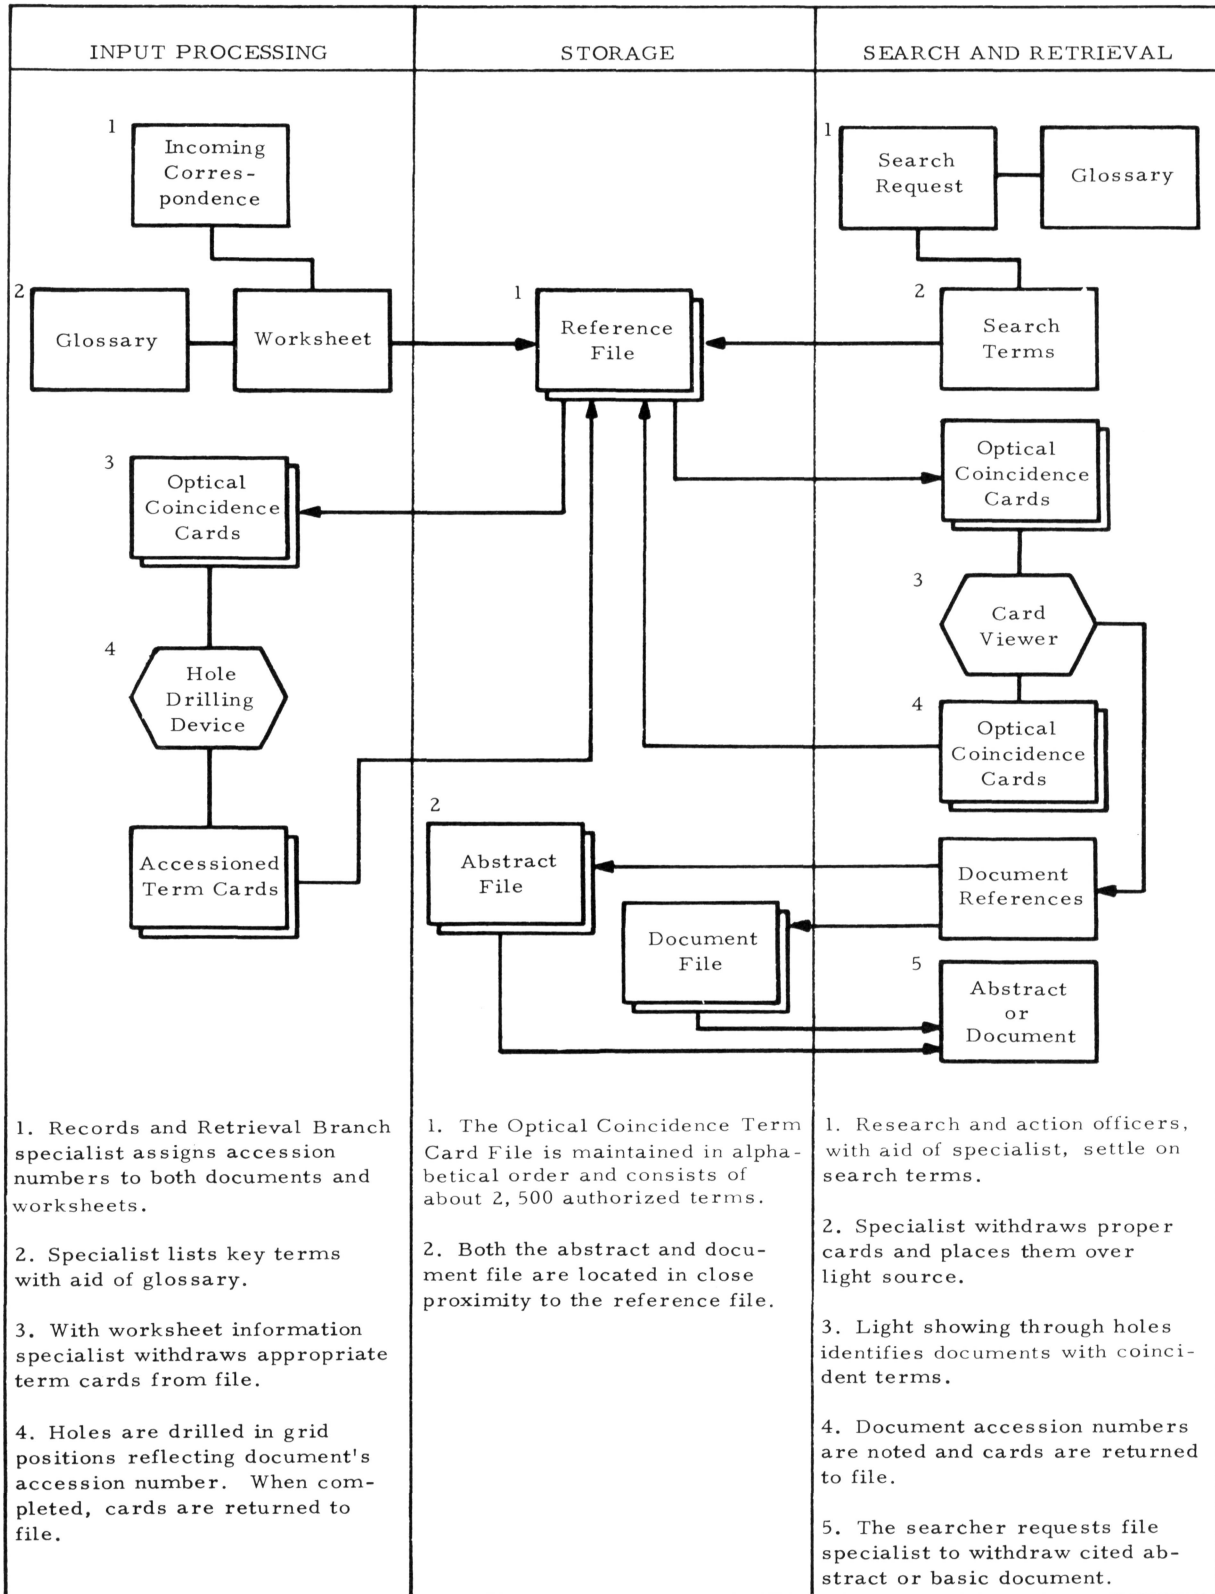 INPUT PROCESSING
STORAGE
SEARCH AND RETRIEVAL
1
Incoming
Corres-
pondence
2
Glossary
Worksheet
3
Optical
Coincidence
Cards
4
Hole
Drilling
Device
Accessioned
Term Cards
1
Reference
File
2
Abstract
File
Document
File
1
Search
Request
Glossary
2
Search
Terms
Optical
Coincidence
Cards
3
Card
Viewer
4
Optical
Coincidence
Cards
Document
References
5
Abstract
or
Document
1. Records and Retrieval Branch
specialist assigns accession
numbers to both documents and
worksheets.
2. Specialist lists key terms
with aid of glossary.
3. With worksheet information
specialist withdraws appropriate
term cards from file.
4. Holes are drilled in grid
positions reflecting document's
accession number. When com-
pleted, cards are returned to
file.
1. The Optical Coincidence Term
Card File is maintained in alpha-
betical order and consists of
about 2, 500 authorized terms.
2. Both the abstract and docu-
ment file are located in close
proximity to the reference file.
1. Research and action officers,
with aid of specialist, settle on
search terms.
2. Specialist withdraws proper
cards and places them over
light source.
3. Light showing through holes
identifies documents with coinci-
dent terms.
4. Document accession numbers
are noted and cards are returned
to file.
5. The searcher requests file
specialist to withdraw cited ab-
stract or basic document.